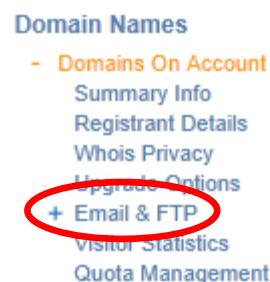 Domain Names
- Domains On Account
Summary Info
Registrant Details
Whois Privacy
Upgrade Options
+ Email & FTP
Visitor Statistics
Quota Management